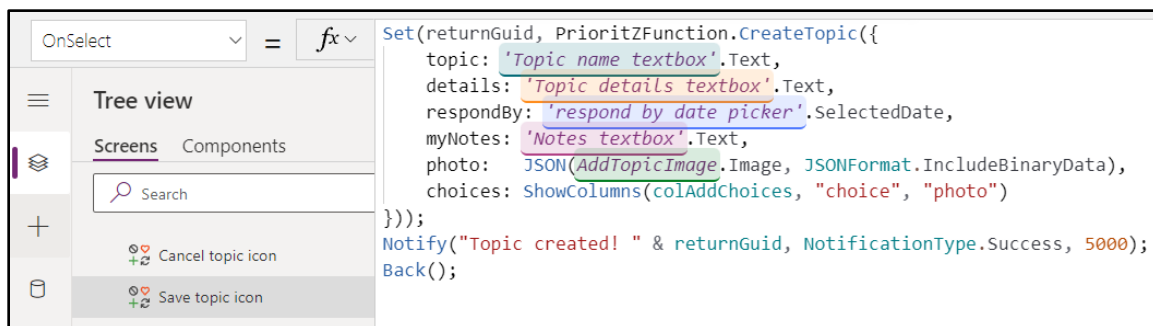 OnSelect
=
fx
Tree view
Screens Components
Search
Cancel topic icon
Save topic icon
Set(returnGuid, PrioritZFunction.CreateTopic({
topic: 'Topic name textbox'.Text,
details: 'Topic details textbox'.Text,
respondBy: 'respond by date picker'.SelectedDate,
myNotes: 'Notes textbox'.Text,
photo: JSON(AddTopicImage.Image, JSONFormat.IncludeBinaryData),
choices: ShowColumns(colAddChoices, "choice", "photo")
}));
Notify("Topic created! " & returnGuid, NotificationType.Success, 5000);
Back();